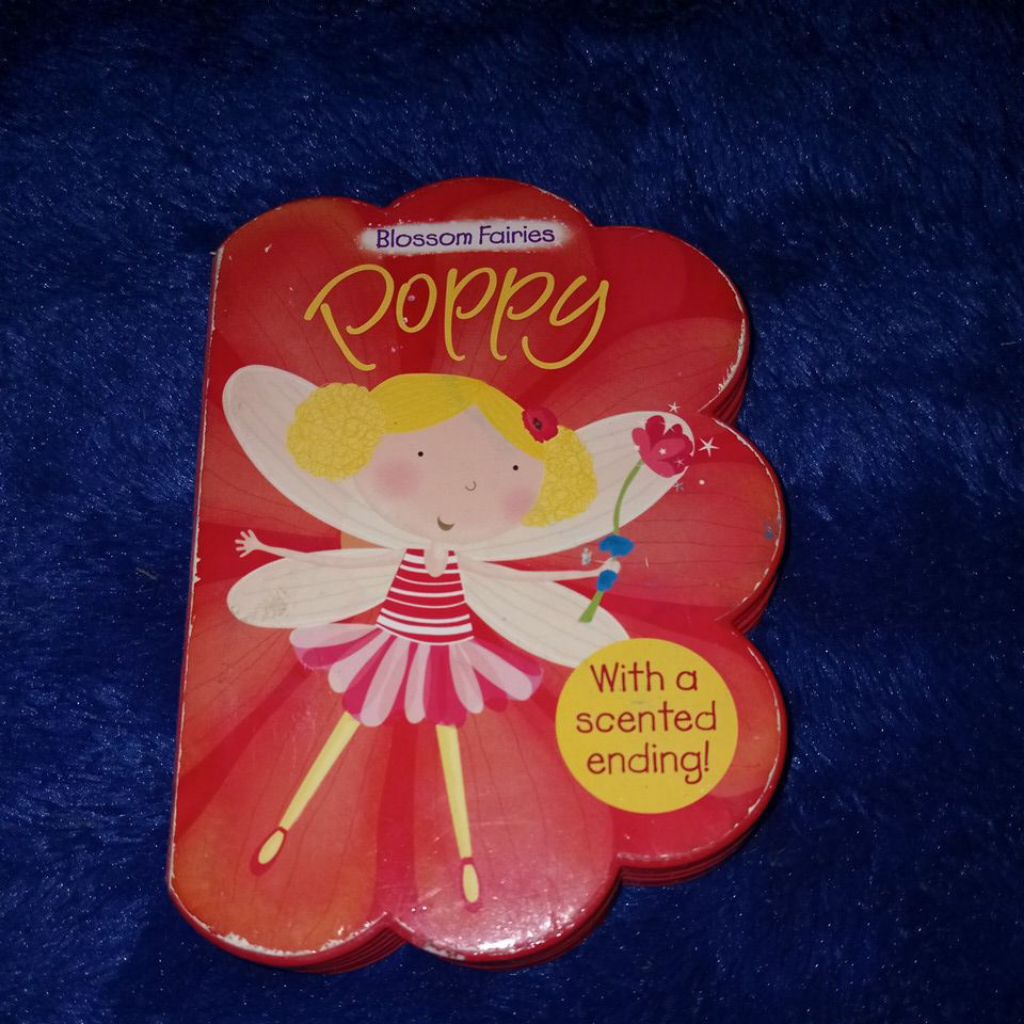 Blossom Fairies
Poppy
With a
scented
ending!